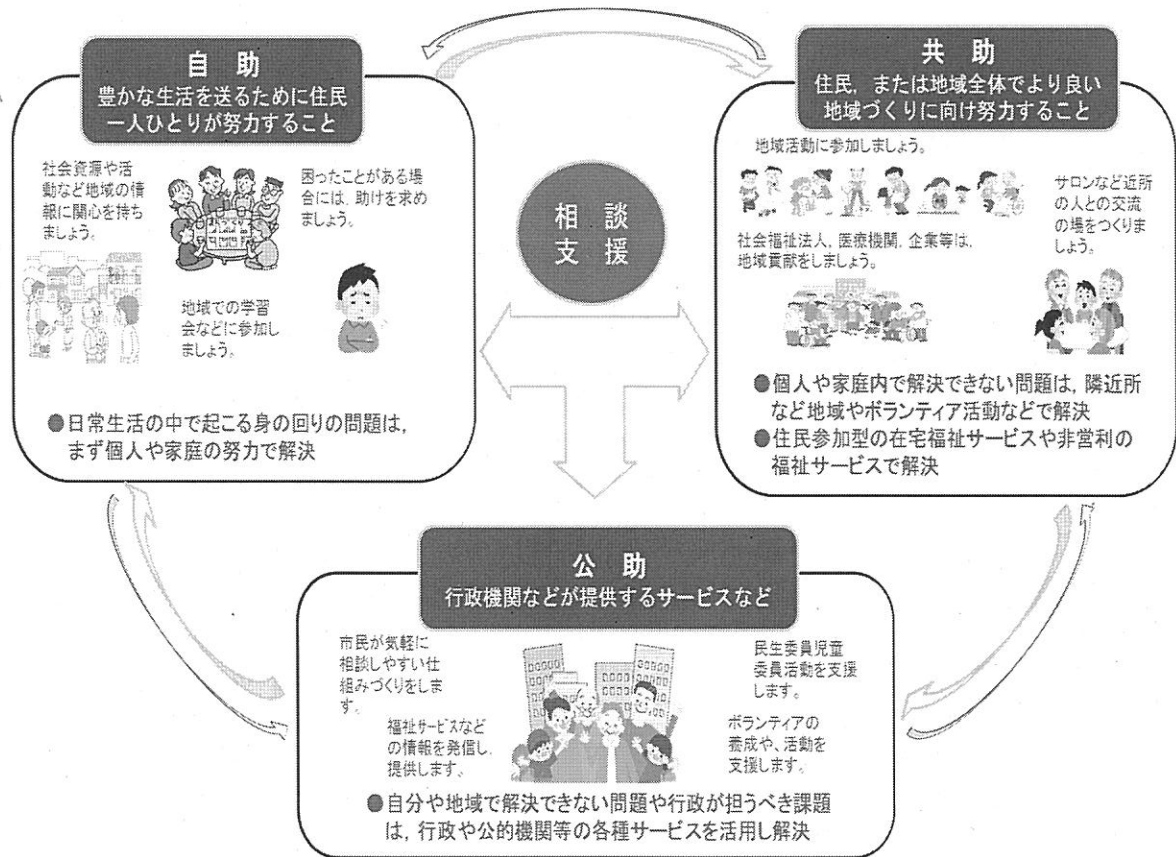 自助
豊かな生活を送るために住民
一人ひとりが努力すること
社会資源や活
動など地域の情
報に関心を持ち
ましょう。
困ったことがある場
合には、助けを求め
ましょう。
地域での学習
会などに参加し
ましょう。
●日常生活の中で起こる身の回りの問題は,
まず個人や家庭の努力で解決
相談
支援
共助
住民，または地域全体でより良い
地域づくりに向け努力すること
地域活動に参加しましょう。
サロンなど近所
の人との交流
の場をつくりま
しょう。
社会福祉法人，医療機関，企業等は，
地域貢献をしましょう。
●個人や家庭内で解決できない問題は，隣近所
など地域やボランティア活動などで解決
●住民参加型の在宅福祉サービスや非営利の
福祉サービスで解決
公助
行政機関などが提供するサービスなど
市民が気軽に
相談しやすい仕
組みづくりをしま
す。
福祉サービスなど
の情報を発信し，
提供します。
民生委員児童
委員活動を支援
します。
ボランティアの
養成や、活動を
支援します。
●自分や地域で解決できない問題や行政が担うべき課題
は，行政や公的機関等の各種サービスを活用し解決